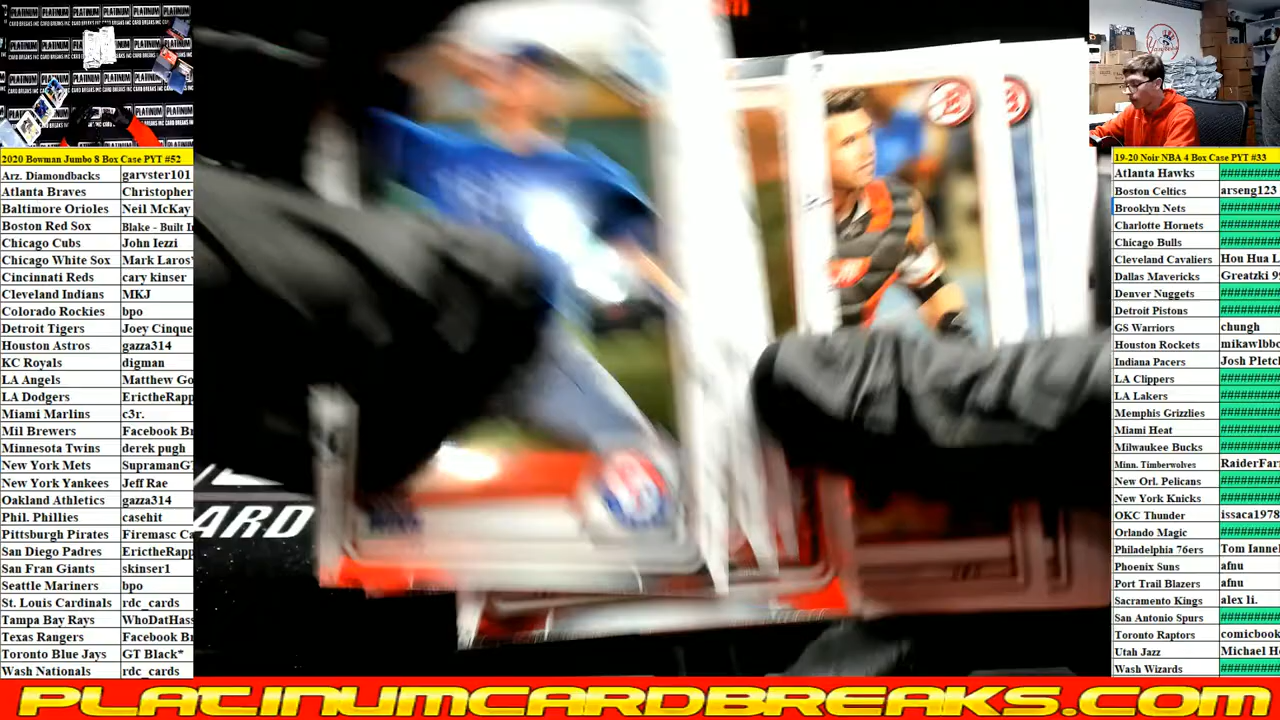 2020 Bowman Jumbo 8 Box Case PYT #52
Arz. Diamondbacks garvster101
Atlanta Braves Christopher
Baltimore Orioles Neil McKay
Boston Red Sox Blake - Built I
Chicago Cubs John Iezzi
Chicago White Sox Mark Laros
Cincinnati Reds cary kinser
Cleveland Indians MKJ
Colorado Rockies bpo
Detroit Tigers Joey Cinque
Houston Astros gazza314
KC Royals digman
LA Angels Matthew Go
LA Dodgers ErictheRapp
Miami Marlins c3r.
Mil Brewers Facebook Br
Minnesota Twins derek pugh
New York Mets SupramanG
New York Yankees Jeff Rae
Oakland Athletics gazza314
Phil. Phillies casehit
Pittsburgh Pirates Firemasc Ca
San Diego Padres ErictheRapp
San Fran Giants skinser1
Seattle Mariners bpo
St. Louis Cardinals rdc_cards
Tampa Bay Rays WhoDatHass
Texas Rangers Facebook Br
Toronto Blue Jays GT Black*
Wash Nationals rdc_cards
ARD
19-20 Noir NBA 4 Box Case PYT #33
Atlanta Hawks #########
Boston Celtics arseng123
Brooklyn Nets #########
Charlotte Hornets #########
Chicago Bulls #########
Cleveland Cavaliers Hou Hua L
Dallas Mavericks Greatzki 9
Denver Nuggets #########
Detroit Pistons #########
GS Warriors chungh
Houston Rockets mikawlbbc
Indiana Pacers Josh Pletc
LA Clippers #########
LA Lakers #########
Memphis Grizzlies #########
Miami Heat #########
Milwaukee Bucks #########
Minn. Timberwolves RaiderFar
New Orl. Pelicans #########
New York Knicks #########
OKC Thunder issaca1978
Orlando Magic #########
Philadelphia 76ers Tom Iannel
Phoenix Suns afnu
Port Trail Blazers afnu
Sacramento Kings alex li.
San Antonio Spurs #########
Toronto Raptors comicbook
Utah Jazz Michael H
Wash Wizards #########
PLATINUMCARDBREAKS.COM